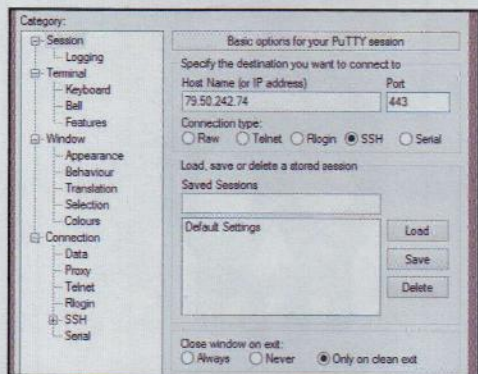 Category:
Session
Logging
Terminal
Keyboard
Bell
Features
Window
Appearance
Behaviour
Translation
Selection
Colours
Connection
Data
Proxy
Telnet
Rlogin
SSH
Serial
Basic options for your PuTTY session
Specify the destination you want to connect to
Host Name (or IP address) Port
79.50.242.74 443
Connection type:
Raw Telnet Rlogin SSH Serial
Load, save or delete a stored session
Saved Sessions
Default Settings
Load
Save
Delete
Close window on exit:
Always Never Only on clean exit